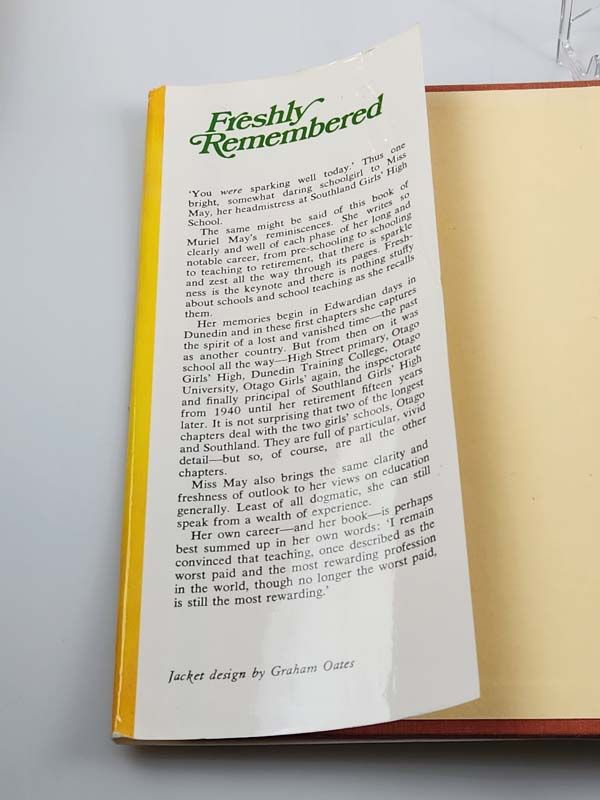 Freshly
Remembered
'You were sparking well today.' Thus one
bright, somewhat daring schoolgirl to Miss
May, her headmistress at Southland Girls' High
School.
The same might be said of this book of
Muriel May's reminiscences. She writes so
clearly and well of each phase of her long and
notable career, from pre-schooling to schooling
to teaching to retirement, that there is sparkle
and zest all the way through its pages. Fresh-
ness is the keynote and there is nothing stuffy
about schools and school teaching as she recalls
them.
Her memories begin in Edwardian days in
Dunedin and in these first chapters she captures
the spirit of a lost and vanished time—the past
as another country. But from then on it was
school all the way—High Street primary, Otago
Girls' High, Dunedin Training College, Otago
University, Otago Girls' again, the inspectorate
and finally principal of Southland Girls' High
from 1940 until her retirement fifteen years
later. It is not surprising that two of the longest
chapters deal with the two girls' schools, Otago
and Southland. They are full of particular, vivid
detail—but so, of course, are all the other
chapters.
Miss May also brings the same clarity and
freshness of outlook to her views on education
generally. Least of all dogmatic, she can still
speak from a wealth of experience.
Her own career—and her book—is perhaps
best summed up in her own words: 'I remain
convinced that teaching, once described as the
worst paid and the most rewarding profession
in the world, though no longer the worst paid,
is still the most rewarding.'
Jacket design by Graham Oates